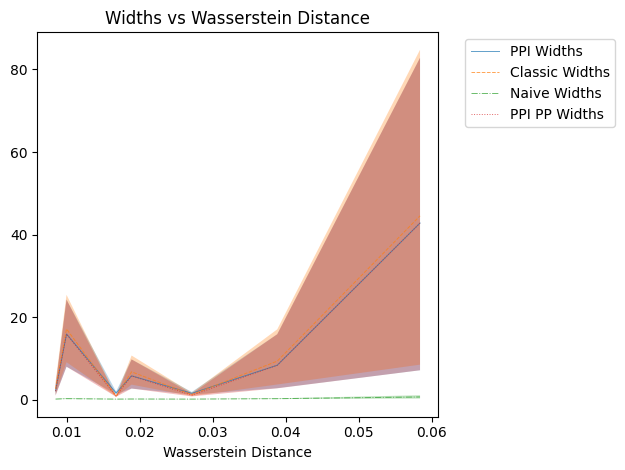 Widths vs Wasserstein Distance
80
60
40
20
0
0.01 0.02 0.03 0.04 0.05 0.06
Wasserstein Distance
PPI Widths
Classic Widths
Naive Widths
PPI PP Widths